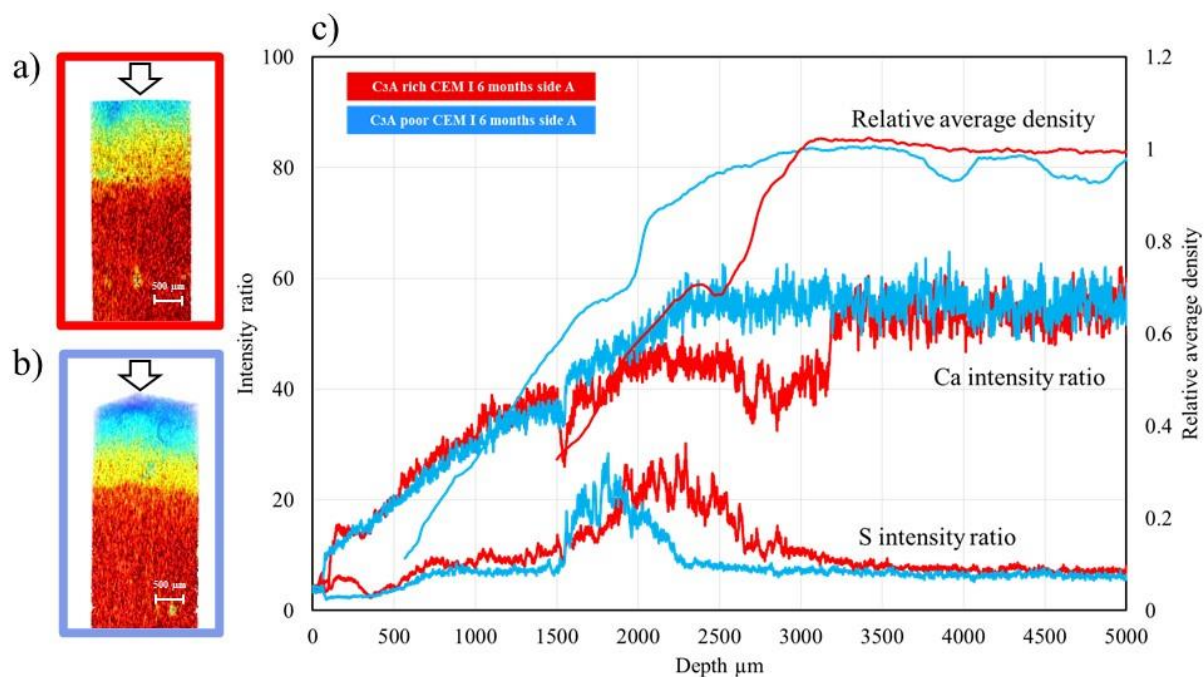 a)
500 μm
b)
500 μm
c)
Intensity ratio
100
80
60
40
20
0
C3A rich CEM I 6 months side A
C3A poor CEM I 6 months side A
Relative average density
Ca intensity ratio
S intensity ratio
1.2
1
0.8
0.6
0.4
0.2
0
Relative average density
0 500 1000 1500 2000 2500 3000 3500 4000 4500 5000
Depth μm